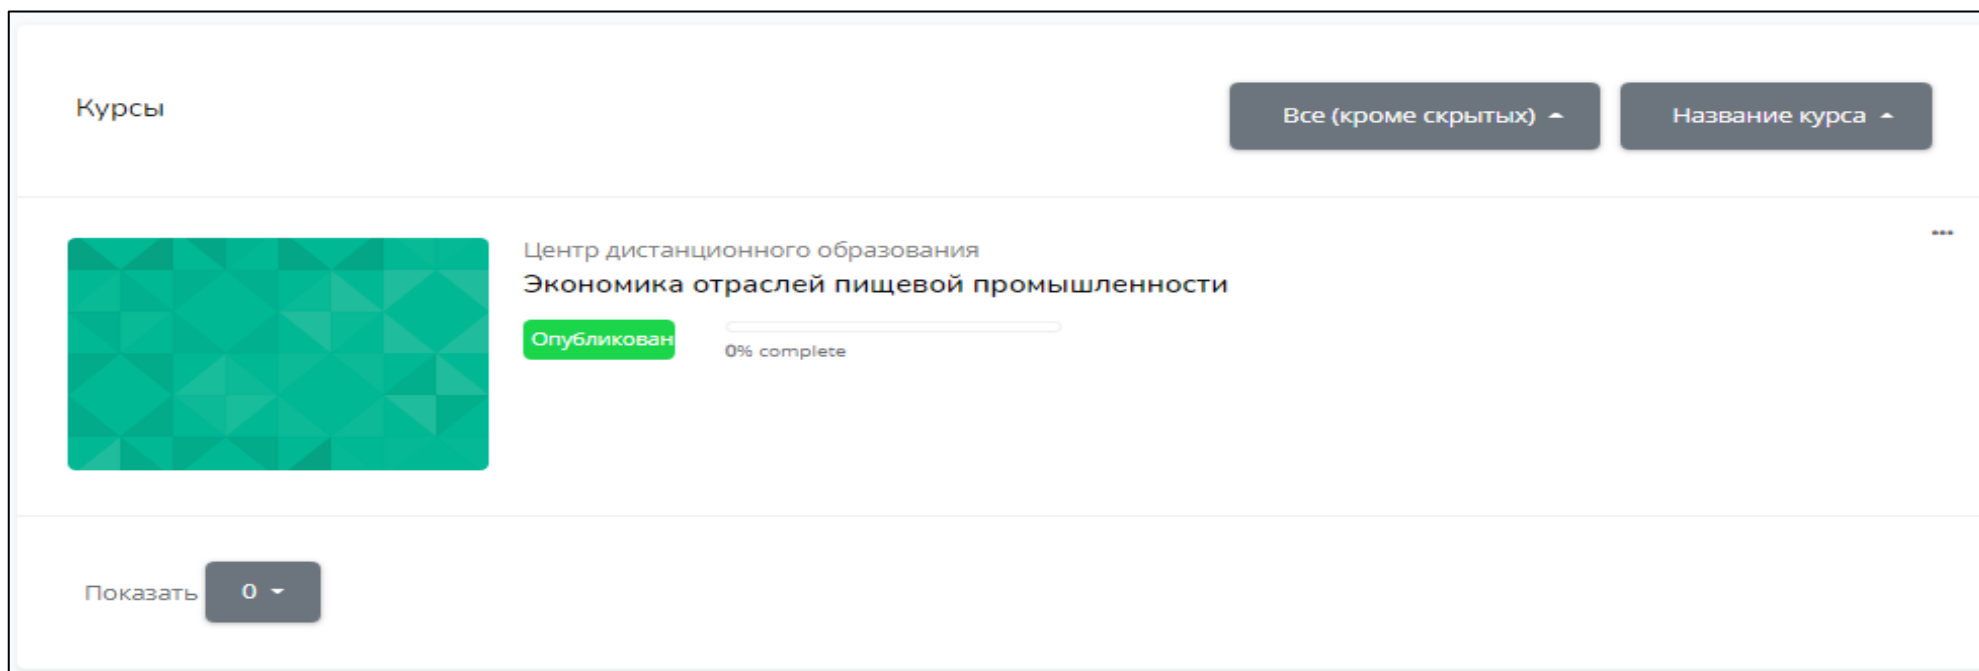 Курсы
Все (кроме скрытых)
Название курса
Центр дистанционного образования
Экономика отраслей пищевой промышленности
Опубликован
0% complete
Показать 0